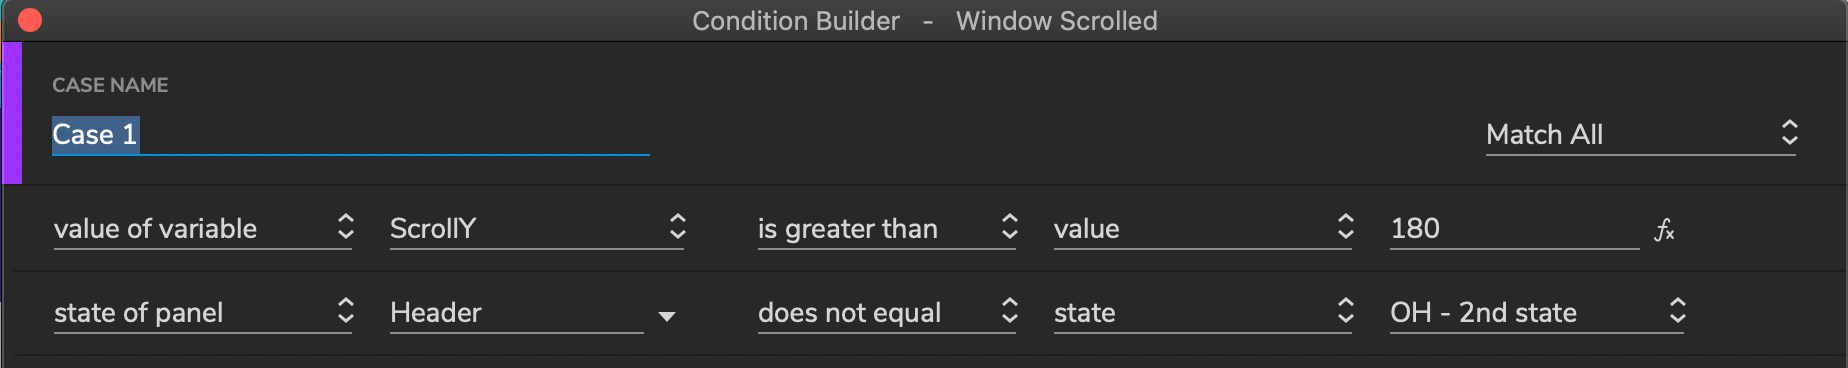 Condition Builder - Window Scrolled
CASE NAME
Case 1
Match All
value of variable ScrollY is greater than value 180 fx
state of panel Header does not equal state OH - 2nd state